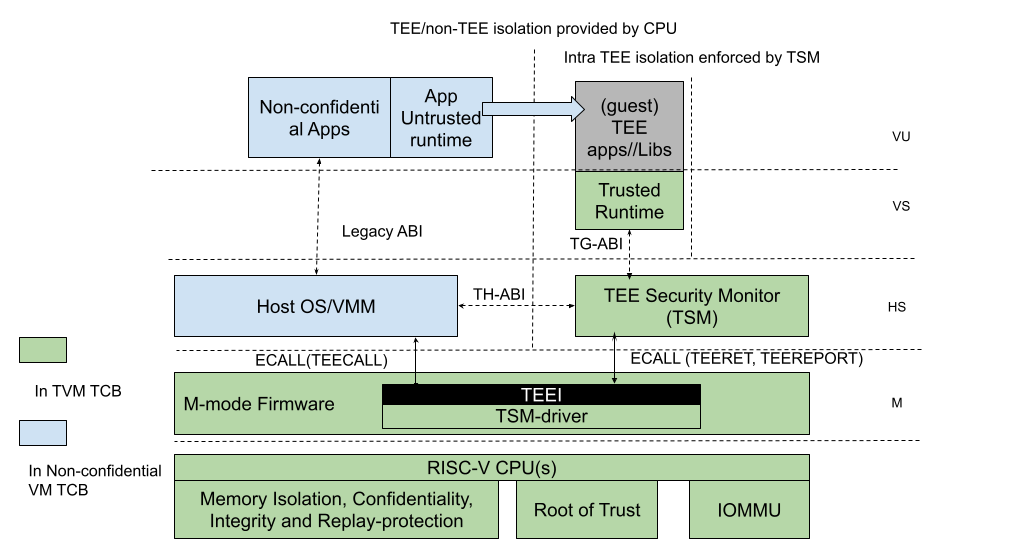 TEE/non-TEE isolation provided by CPU
Intra TEE isolation enforced by TSM
Non-confidenti
al Apps
App
Untrusted
runtime
(guest)
TEE
apps//Libs
VU
Trusted
Runtime
VS
Legacy ABI
TG-ABI
Host OS/VMM
TH-ABI
TEE Security Monitor
(TSM)
HS
ECALL(TEECALL)
ECALL (TEERET, TEEREPORT)
In TVM TCB
M-mode Firmware
TEEI
TSM-driver
M
In Non-confidential
VM TCB
RISC-V CPU(s)
Memory Isolation, Confidentiality,
Integrity and Replay-protection
Root of Trust
IOMMU